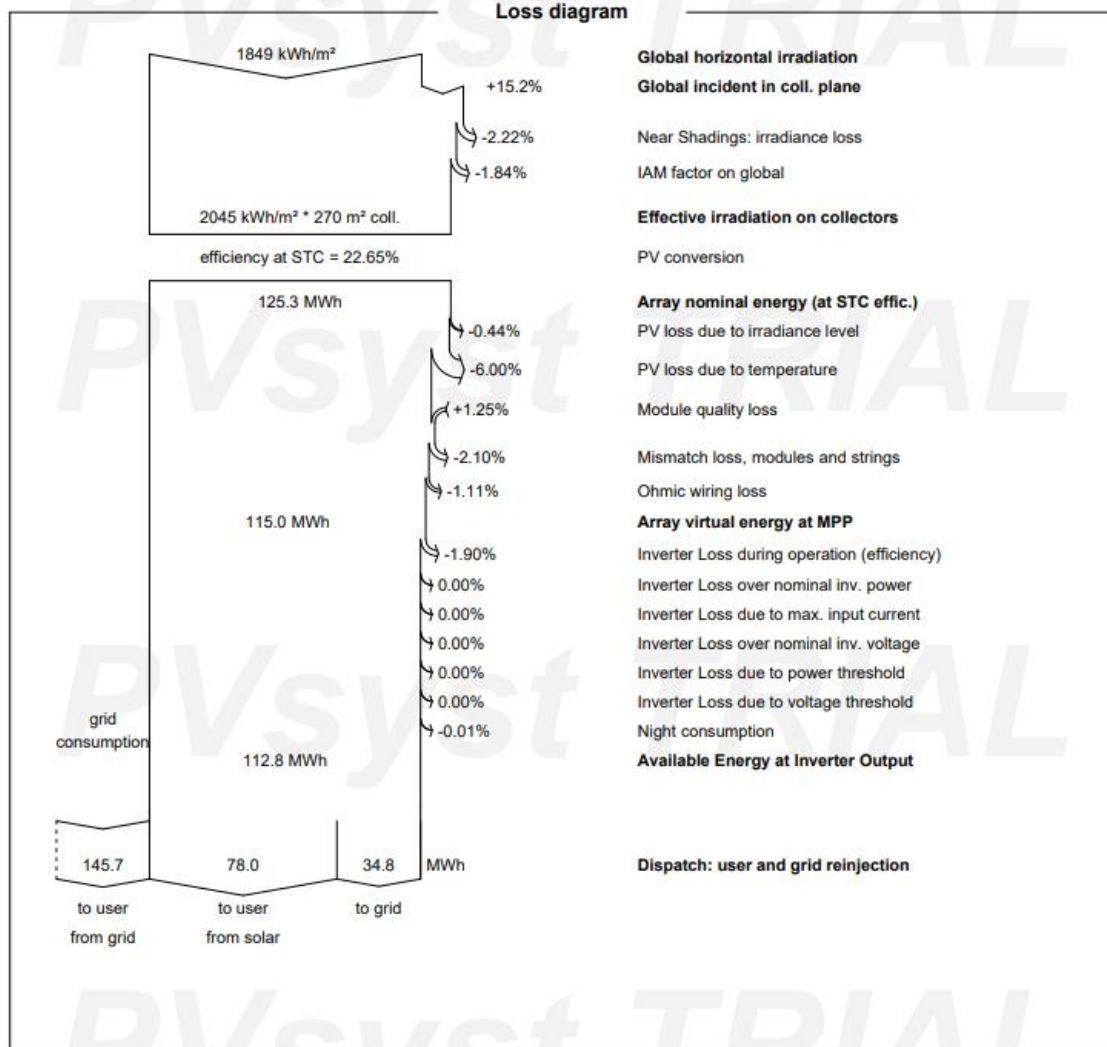 Loss diagram
1849 kWh/m²
Global horizontal irradiation
+15.2%
Global incident in coll. plane
-2.22%
Near Shadings: irradiance loss
-1.84%
IAM factor on global
2045 kWh/m² * 270 m² coll.
Effective irradiation on collectors
efficiency at STC = 22.65%
PV conversion
125.3 MWh
Array nominal energy (at STC effic.)
-0.44%
PV loss due to irradiance level
-6.00%
PV loss due to temperature
+1.25%
Module quality loss
-2.10%
Mismatch loss, modules and strings
-1.11%
Ohmic wiring loss
115.0 MWh
Array virtual energy at MPP
-1.90%
Inverter Loss during operation (efficiency)
0.00%
Inverter Loss over nominal inv. power
0.00%
Inverter Loss due to max. input current
0.00%
Inverter Loss over nominal inv. voltage
0.00%
Inverter Loss due to power threshold
0.00%
Inverter Loss due to voltage threshold
grid
consumption
-0.01%
Night consumption
112.8 MWh
Available Energy at Inverter Output
145.7
78.0
34.8
MWh
Dispatch: user and grid reinjection
to user
from grid
to user
from solar
to grid
PVsyst TRIAL
PVsyst TRIAL
PVsyst TRIAL
PVsyst TRIAL